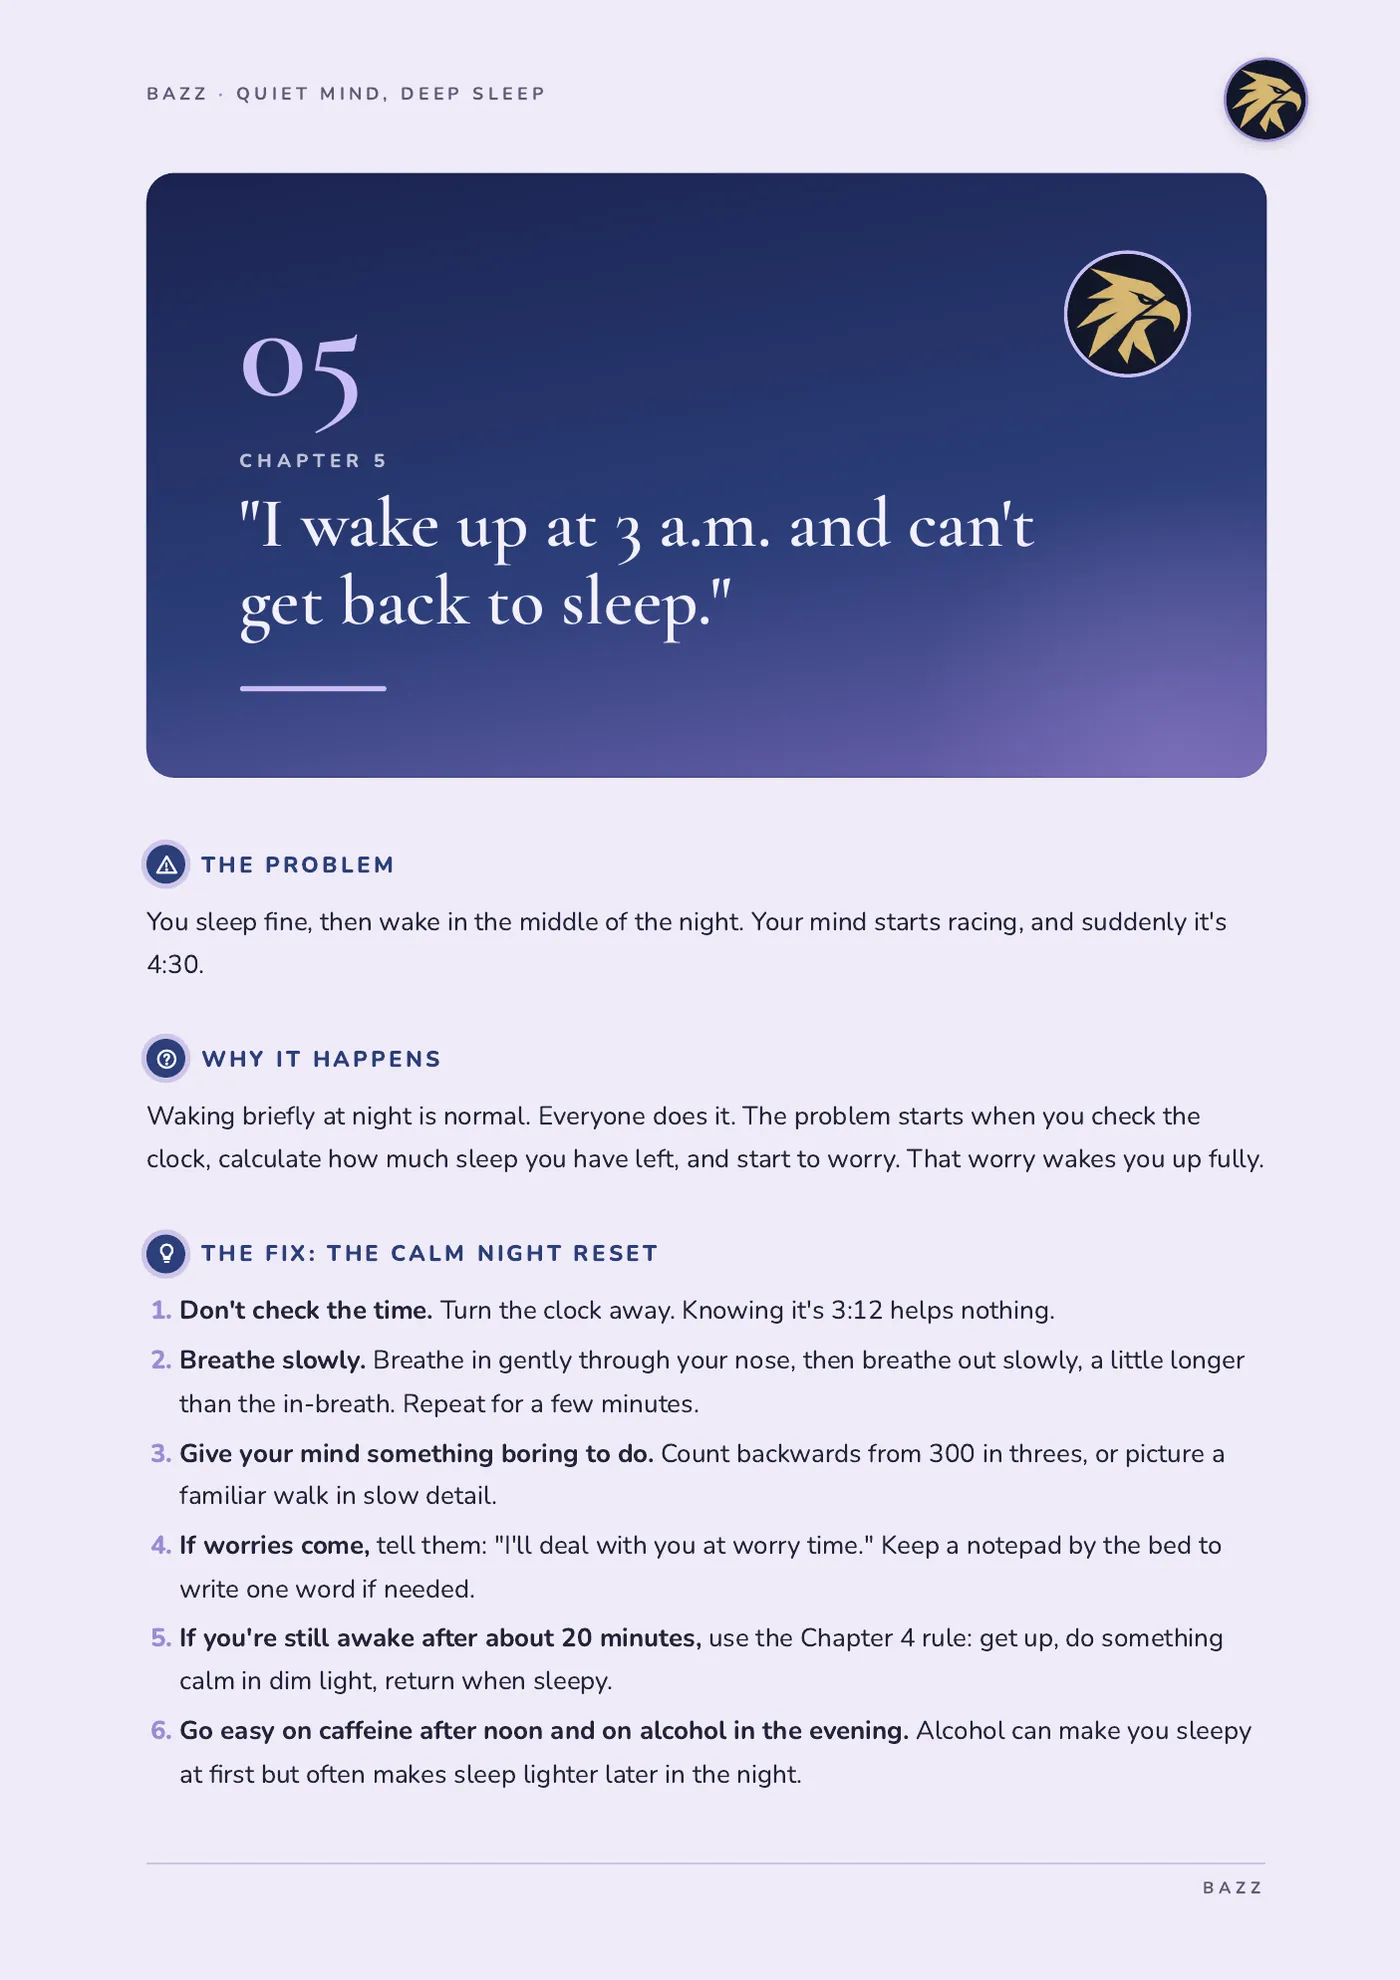 BAZZ · QUIET MIND, DEEP SLEEP
05
CHAPTER 5
"I wake up at 3 a.m. and can't
get back to sleep."
THE PROBLEM
You sleep fine, then wake in the middle of the night. Your mind starts racing, and suddenly it's
4:30.
WHY IT HAPPENS
Waking briefly at night is normal. Everyone does it. The problem starts when you check the
clock, calculate how much sleep you have left, and start to worry. That worry wakes you up fully.
THE FIX: THE CALM NIGHT RESET
1. Don't check the time. Turn the clock away. Knowing it's 3:12 helps nothing.
2. Breathe slowly. Breathe in gently through your nose, then breathe out slowly, a little longer
than the in-breath. Repeat for a few minutes.
3. Give your mind something boring to do. Count backwards from 300 in threes, or picture a
familiar walk in slow detail.
4. If worries come, tell them: "I'll deal with you at worry time." Keep a notepad by the bed to
write one word if needed.
5. If you're still awake after about 20 minutes, use the Chapter 4 rule: get up, do something
calm in dim light, return when sleepy.
6. Go easy on caffeine after noon and on alcohol in the evening. Alcohol can make you sleepy
at first but often makes sleep lighter later in the night.
BAZZ